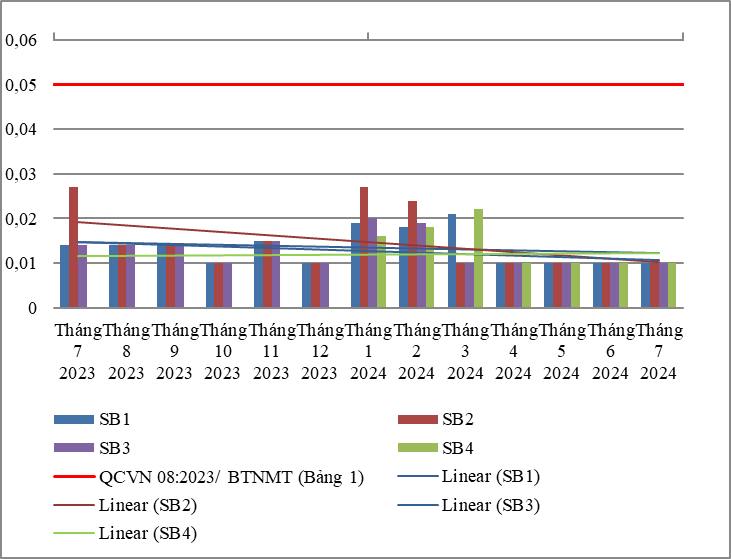 0,06
0,05
0,04
0,03
0,02
0,01
0
Tháng Tháng Tháng Tháng Tháng Tháng Tháng Tháng Tháng Tháng Tháng Tháng Tháng
7 8 9 10 11 12 1 2 3 4 5 6 7
2023 2023 2023 2023 2023 2023 2024 2024 2024 2024 2024 2024 2024
SB1 SB2
SB3 SB4
QCVN 08:2023/ BTNMT (Bảng 1) Linear (SB1)
Linear (SB2) Linear (SB3)
Linear (SB4)